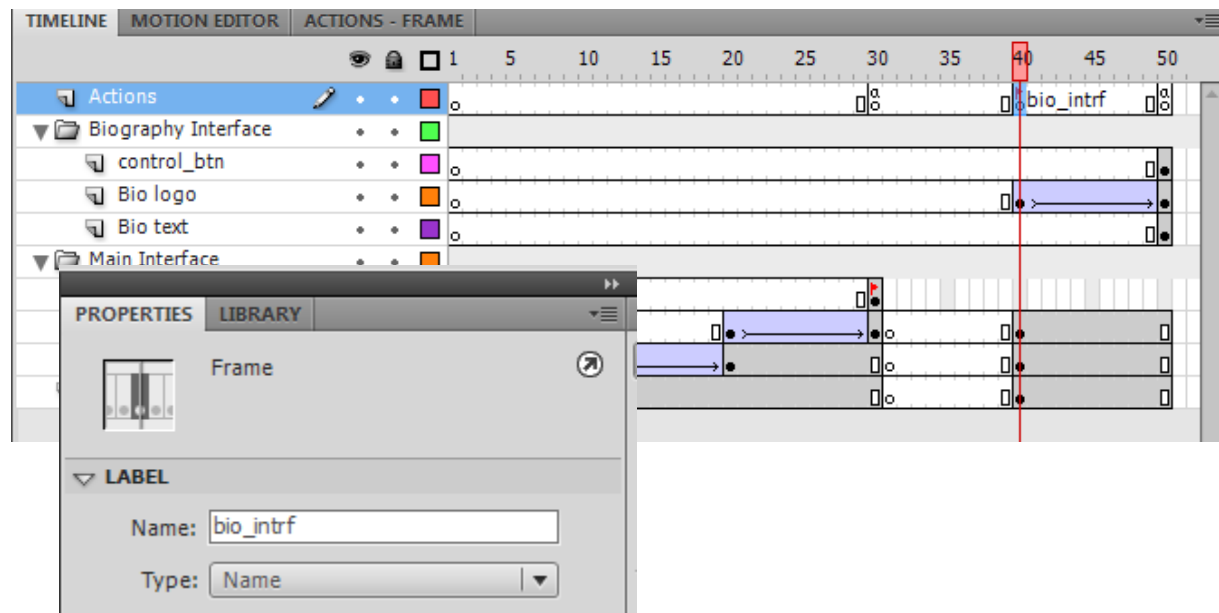 TIMELINE MOTION EDITOR ACTIONS - FRAME
1 5 10 15 20 25 30 35 40 45 50
Actions
a
bio_intrf
a
Biography Interface
control_btn
Bio logo
Bio text
Main Interface
PROPERTIES LIBRARY
Frame
LABEL
Name: bio_intrf
Type: Name